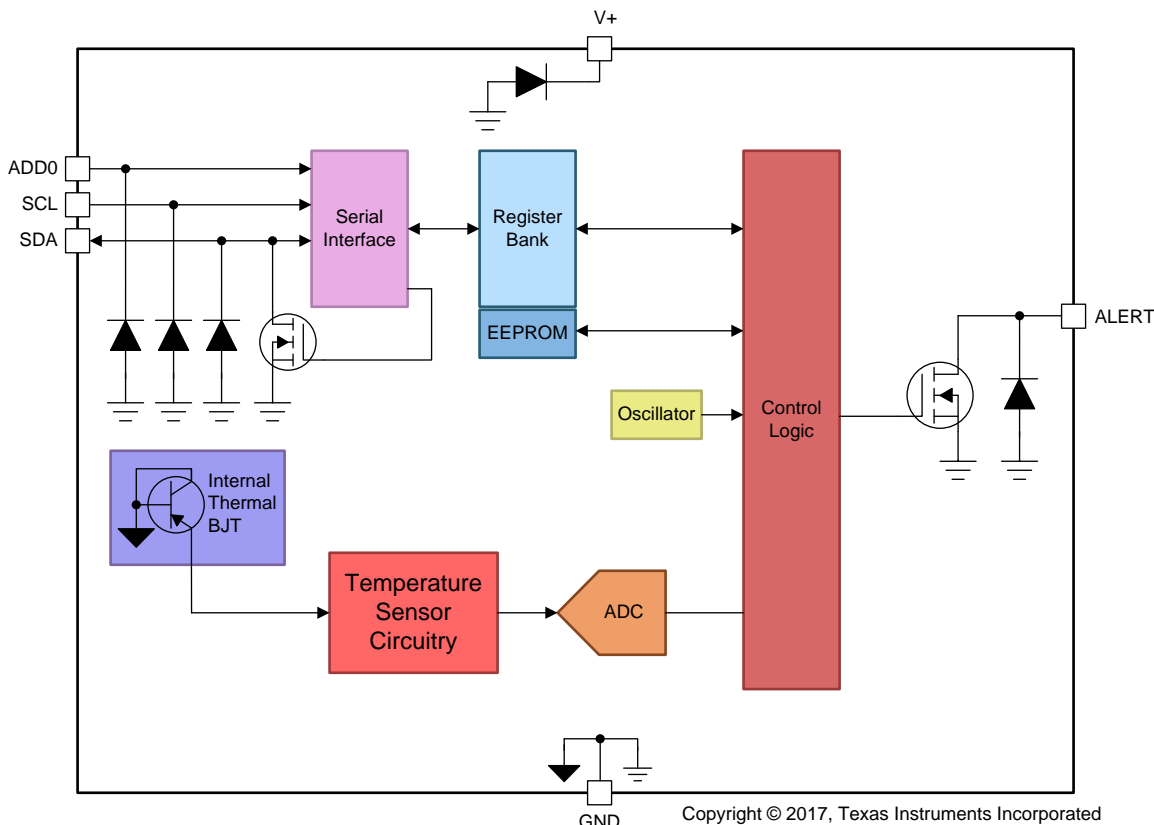 V+
ADD0
SCL
SDA
Serial
Interface
Register
Bank
EEPROM
ALERT
Oscillator
Control
Logic
Internal
Thermal
BJT
Temperature
Sensor
Circuitry
ADC
GND
Copyright © 2017, Texas Instruments Incorporated